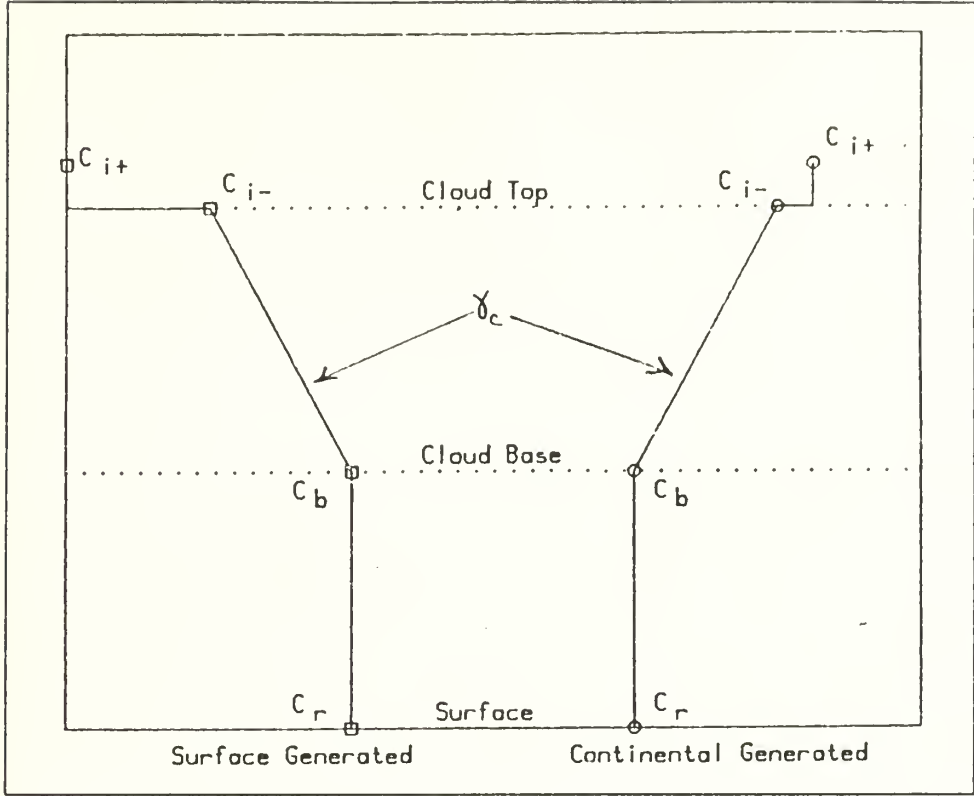 C i+
C i+
C i-
Cloud Top
C i-
γc
Cloud Base
C b
C b
C r
Surface
C r
Surface Generated
Continental Generated